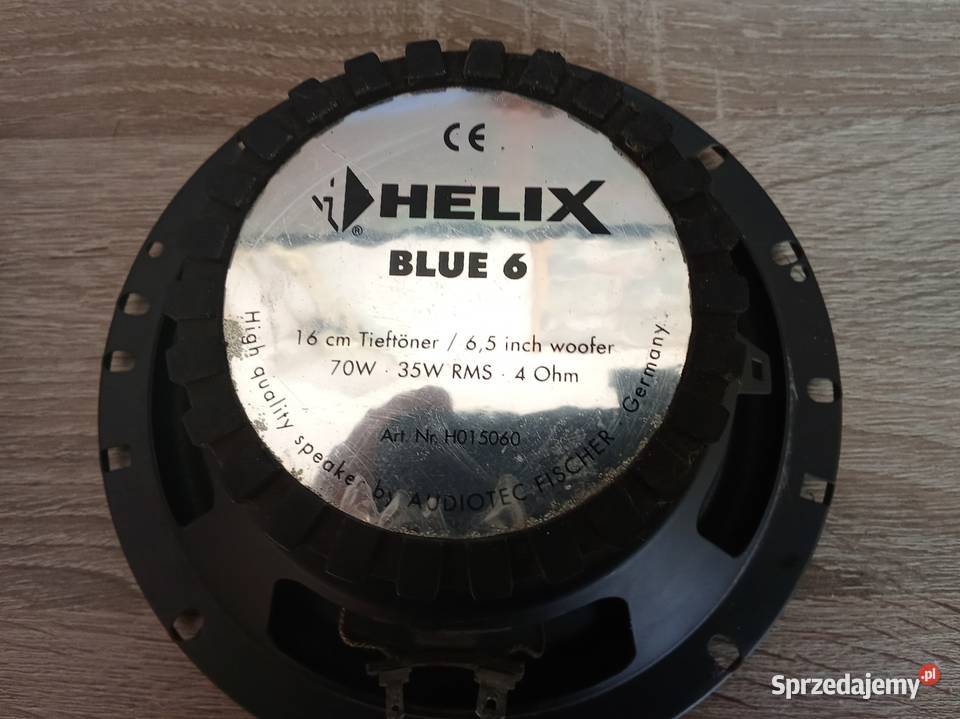 CE
HELIX
®
BLUE 6
16 cm Tieftöner / 6,5 inch woofer
70W · 35W RMS · 4 Ohm
Art. Nr. H015060
High quality speaker by AUDIOTEC FISCHER . Germany
Sprzedajemy.pl